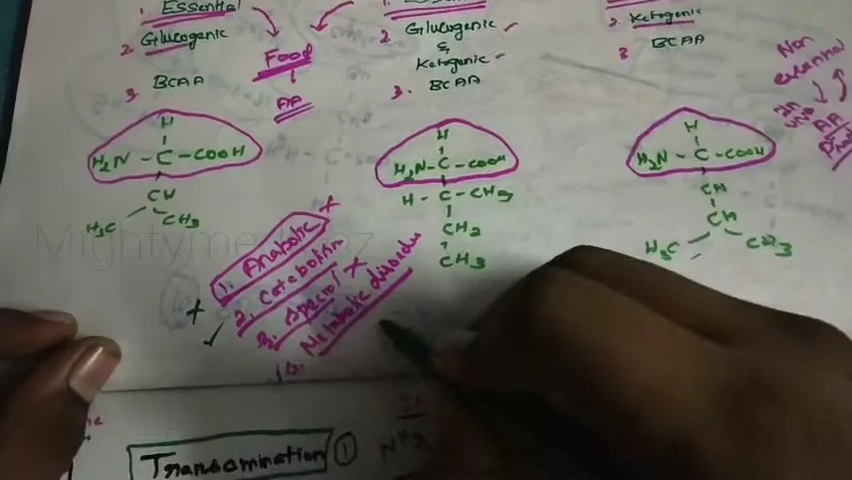 1. Essential
2. Glucogenic
3. BCAA
Food
AA
2. Glucogenic
&
Ketogenic
3. BCAA
2. Ketogenic
3 BCAA
Non
essential
AA
H
H₂N - C - COOH
CH
H₃C CH₃
H
H₂N - C - COOH
H - C - CH₃
CH₂
CH₃
H
H₂N - C - COOH
CH
CH
H₃C CH₃
1. Anabolic X
2. Catabolism
3. Special X
Metabolic disorder
Transamination 1